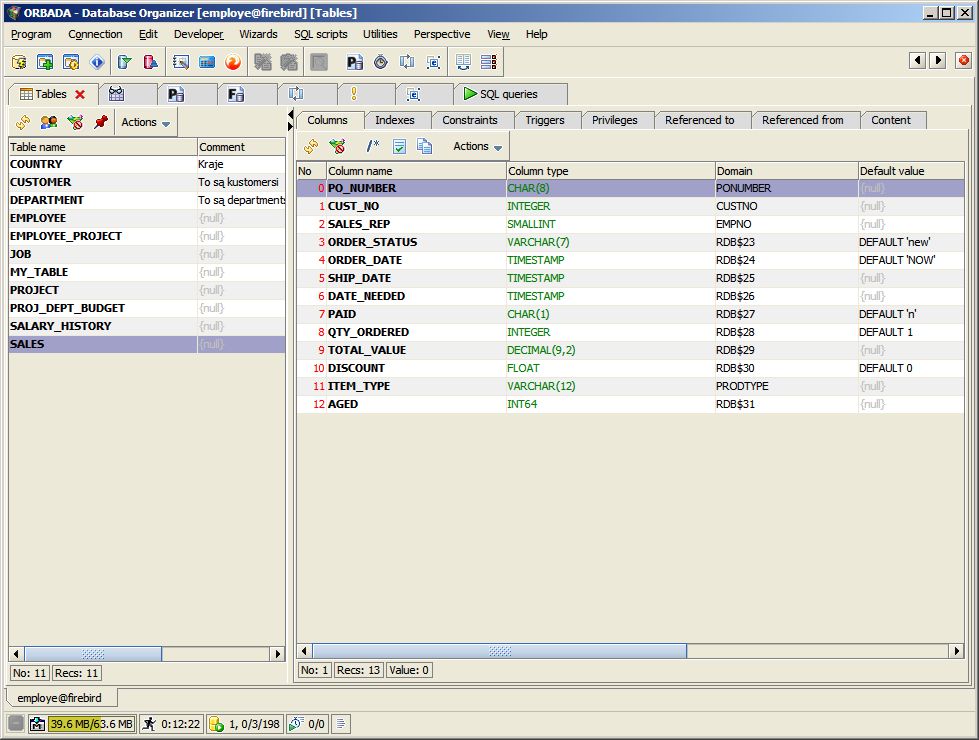 ORBADA - Database Organizer [employe@firebird] [Tables]
Program Connection Edit Developer Wizards SQL scripts Utilities Perspective View Help
Tables SQL queries
Actions
Table name Comment
COUNTRY Kraje
CUSTOMER To są kustomersi
DEPARTMENT To są departments
EMPLOYEE {null}
EMPLOYEE_PROJECT {null}
JOB {null}
MY_TABLE {null}
PROJECT {null}
PROJ_DEPT_BUDGET {null}
SALARY_HISTORY {null}
SALES {null}
No: 11 Recs: 11
Columns Indexes Constraints Triggers Privileges Referenced to Referenced from Content
/* Actions
No Column name Column type Domain Default value
0 PO_NUMBER CHAR(8) PONUMBER {null}
1 CUST_NO INTEGER CUSTNO {null}
2 SALES_REP SMALLINT EMPNO {null}
3 ORDER_STATUS VARCHAR(7) RDB$23 DEFAULT 'new'
4 ORDER_DATE TIMESTAMP RDB$24 DEFAULT 'NOW'
5 SHIP_DATE TIMESTAMP RDB$25 {null}
6 DATE_NEEDED TIMESTAMP RDB$26 {null}
7 PAID CHAR(1) RDB$27 DEFAULT 'n'
8 QTY_ORDERED INTEGER RDB$28 DEFAULT 1
9 TOTAL_VALUE DECIMAL(9,2) RDB$29 {null}
10 DISCOUNT FLOAT RDB$30 DEFAULT 0
11 ITEM_TYPE VARCHAR(12) PRODTYPE {null}
12 AGED INT64 RDB$31 {null}
No: 1 Recs: 13 Value: 0
employe@firebird
39.6 MB/63.6 MB 0:12:22 1, 0/3/198 0/0